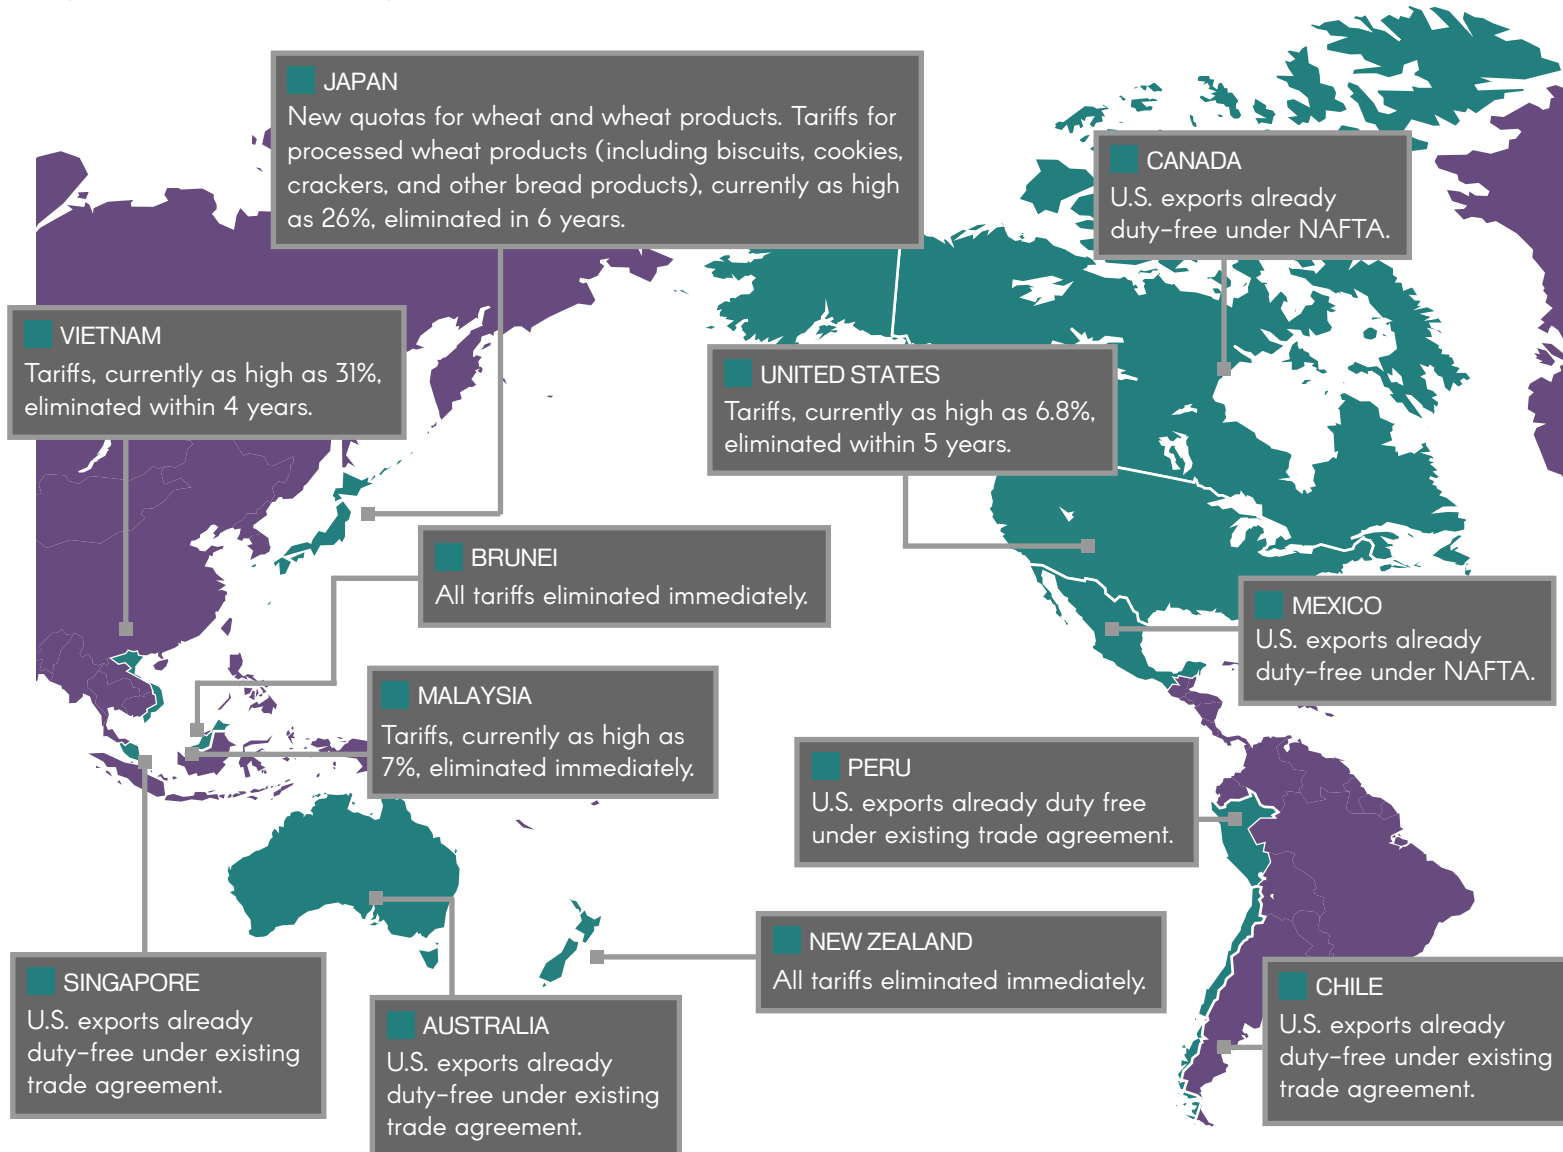 JAPAN
New quotas for wheat and wheat products. Tariffs for
processed wheat products (including biscuits, cookies,
crackers, and other bread products), currently as high
as 26%, eliminated in 6 years.
CANADA
U.S. exports already
duty-free under NAFTA.
VIETNAM
Tariffs, currently as high as 31%,
eliminated within 4 years.
UNITED STATES
Tariffs, currently as high as 6.8%,
eliminated within 5 years.
BRUNEI
All tariffs eliminated immediately.
MEXICO
U.S. exports already
duty-free under NAFTA.
MALAYSIA
Tariffs, currently as high as
7%, eliminated immediately.
PERU
U.S. exports already duty free
under existing trade agreement.
NEW ZEALAND
All tariffs eliminated immediately.
SINGAPORE
U.S. exports already
duty-free under existing
trade agreement.
AUSTRALIA
U.S. exports already
duty-free under existing
trade agreement.
CHILE
U.S. exports already
duty-free under existing
trade agreement.